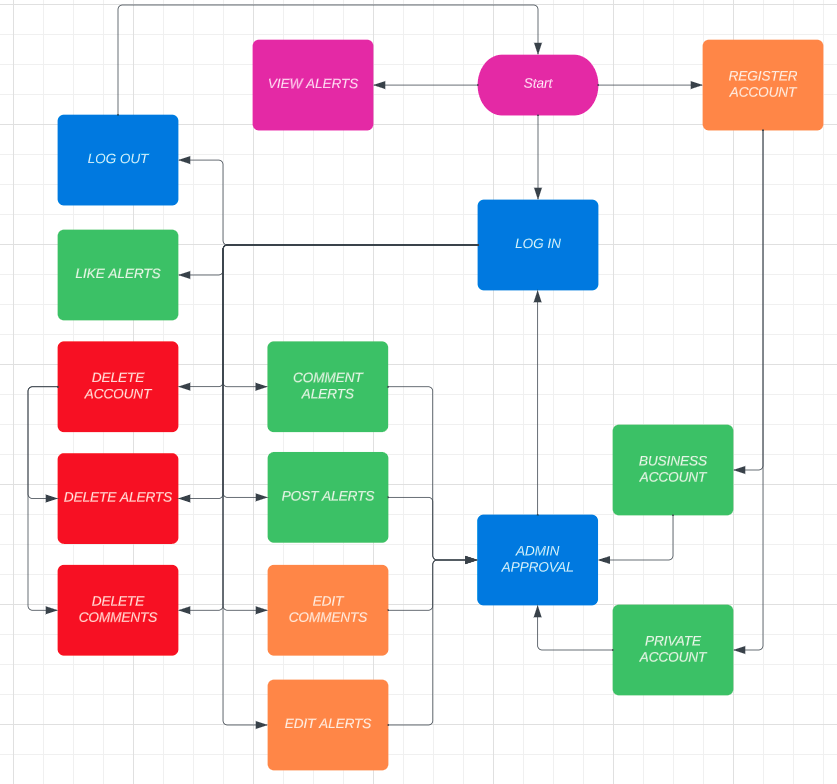 VIEW ALERTS
Start
REGISTER
ACCOUNT
LOG OUT
LOG IN
LIKE ALERTS
DELETE
ACCOUNT
COMMENT
ALERTS
BUSINESS
ACCOUNT
DELETE ALERTS
POST ALERTS
ADMIN
APPROVAL
DELETE
COMMENTS
EDIT
COMMENTS
PRIVATE
ACCOUNT
EDIT ALERTS